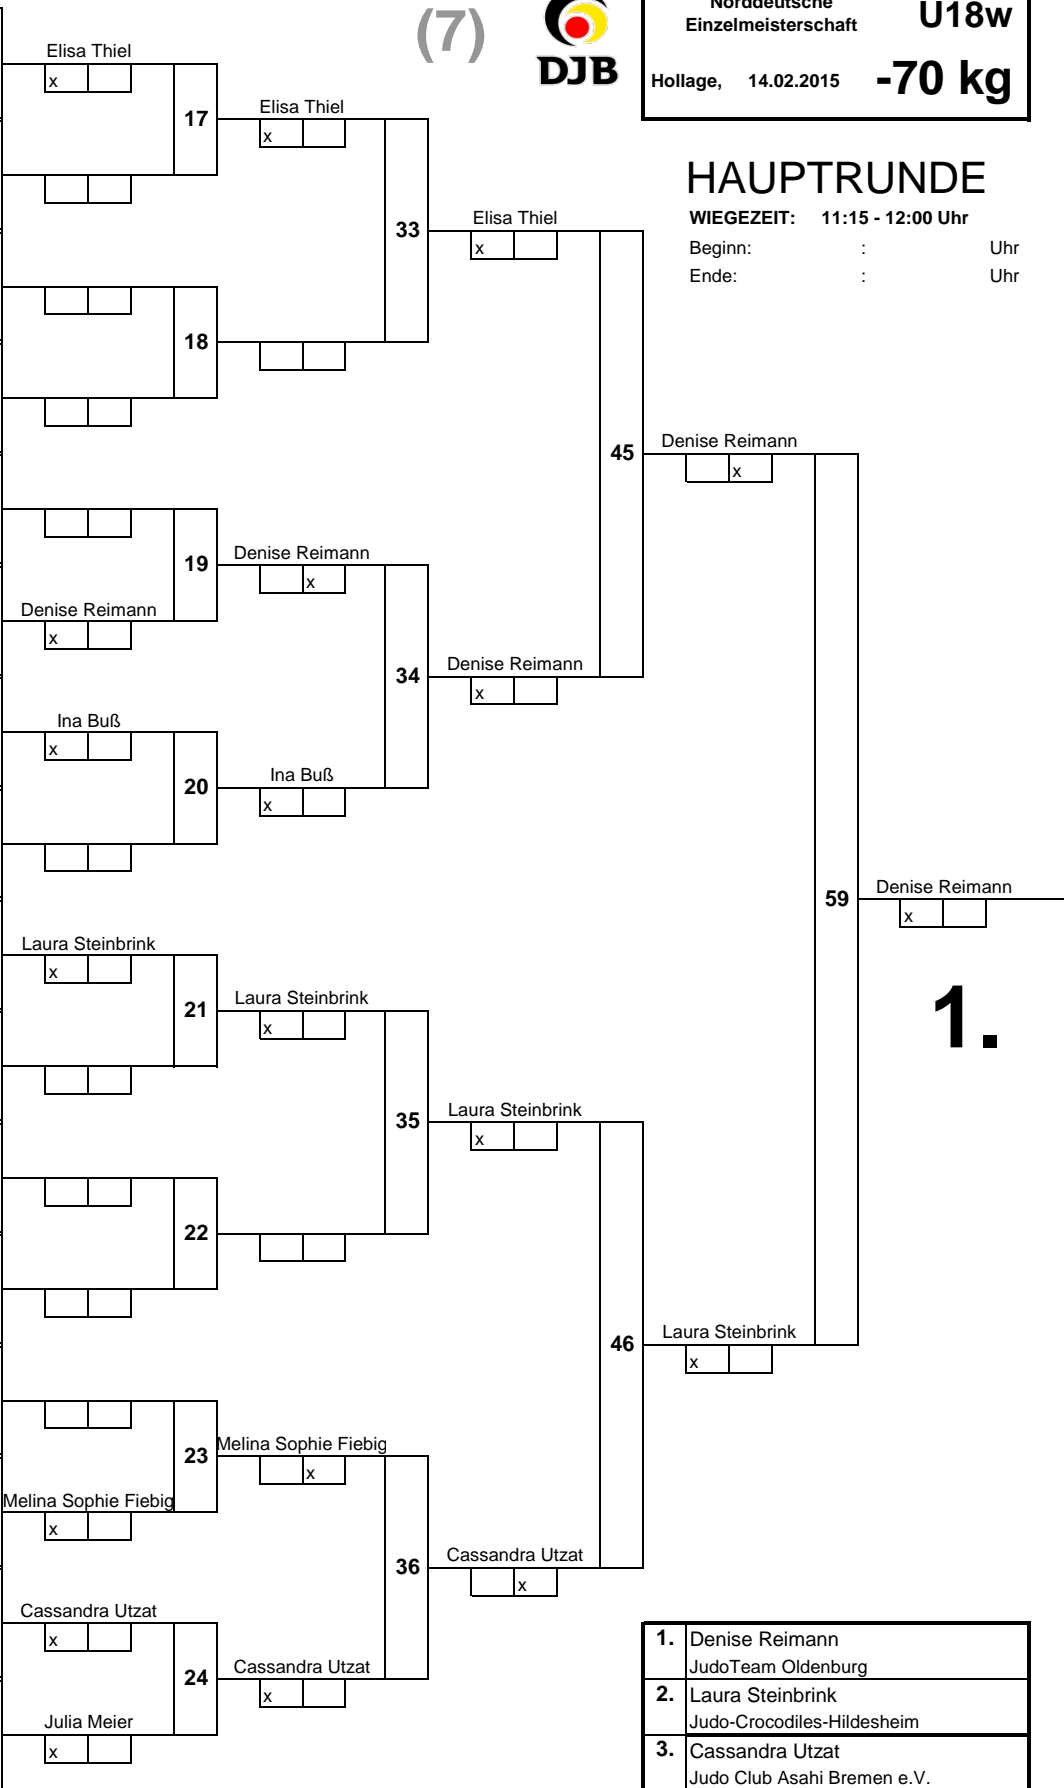 (7)
DJB
Norddeutsche
Einzelmeisterschaft
U18w
Hollage, 14.02.2015
-70 kg
HAUPTRUNDE
WIEGEZEIT: 11:15 - 12:00 Uhr
Beginn: : Uhr
Ende: : Uhr
Elisa Thiel
x
17
Elisa Thiel
x
33
Elisa Thiel
x
18
45
Denise Reimann
x
19
Denise Reimann
x
Denise Reimann
x
34
Denise Reimann
x
Ina Buß
x
20
Ina Buß
x
59
Denise Reimann
x
1.
Laura Steinbrink
x
21
Laura Steinbrink
x
35
Laura Steinbrink
x
22
46
Laura Steinbrink
x
23
Melina Sophie Fiebig
x
Melina Sophie Fiebig
x
36
Cassandra Utzat
x
Cassandra Utzat
x
24
Cassandra Utzat
x
Julia Meier
x
1. Denise Reimann
JudoTeam Oldenburg
2. Laura Steinbrink
Judo-Crocodiles-Hildesheim
3. Cassandra Utzat
Judo Club Asahi Bremen e.V.